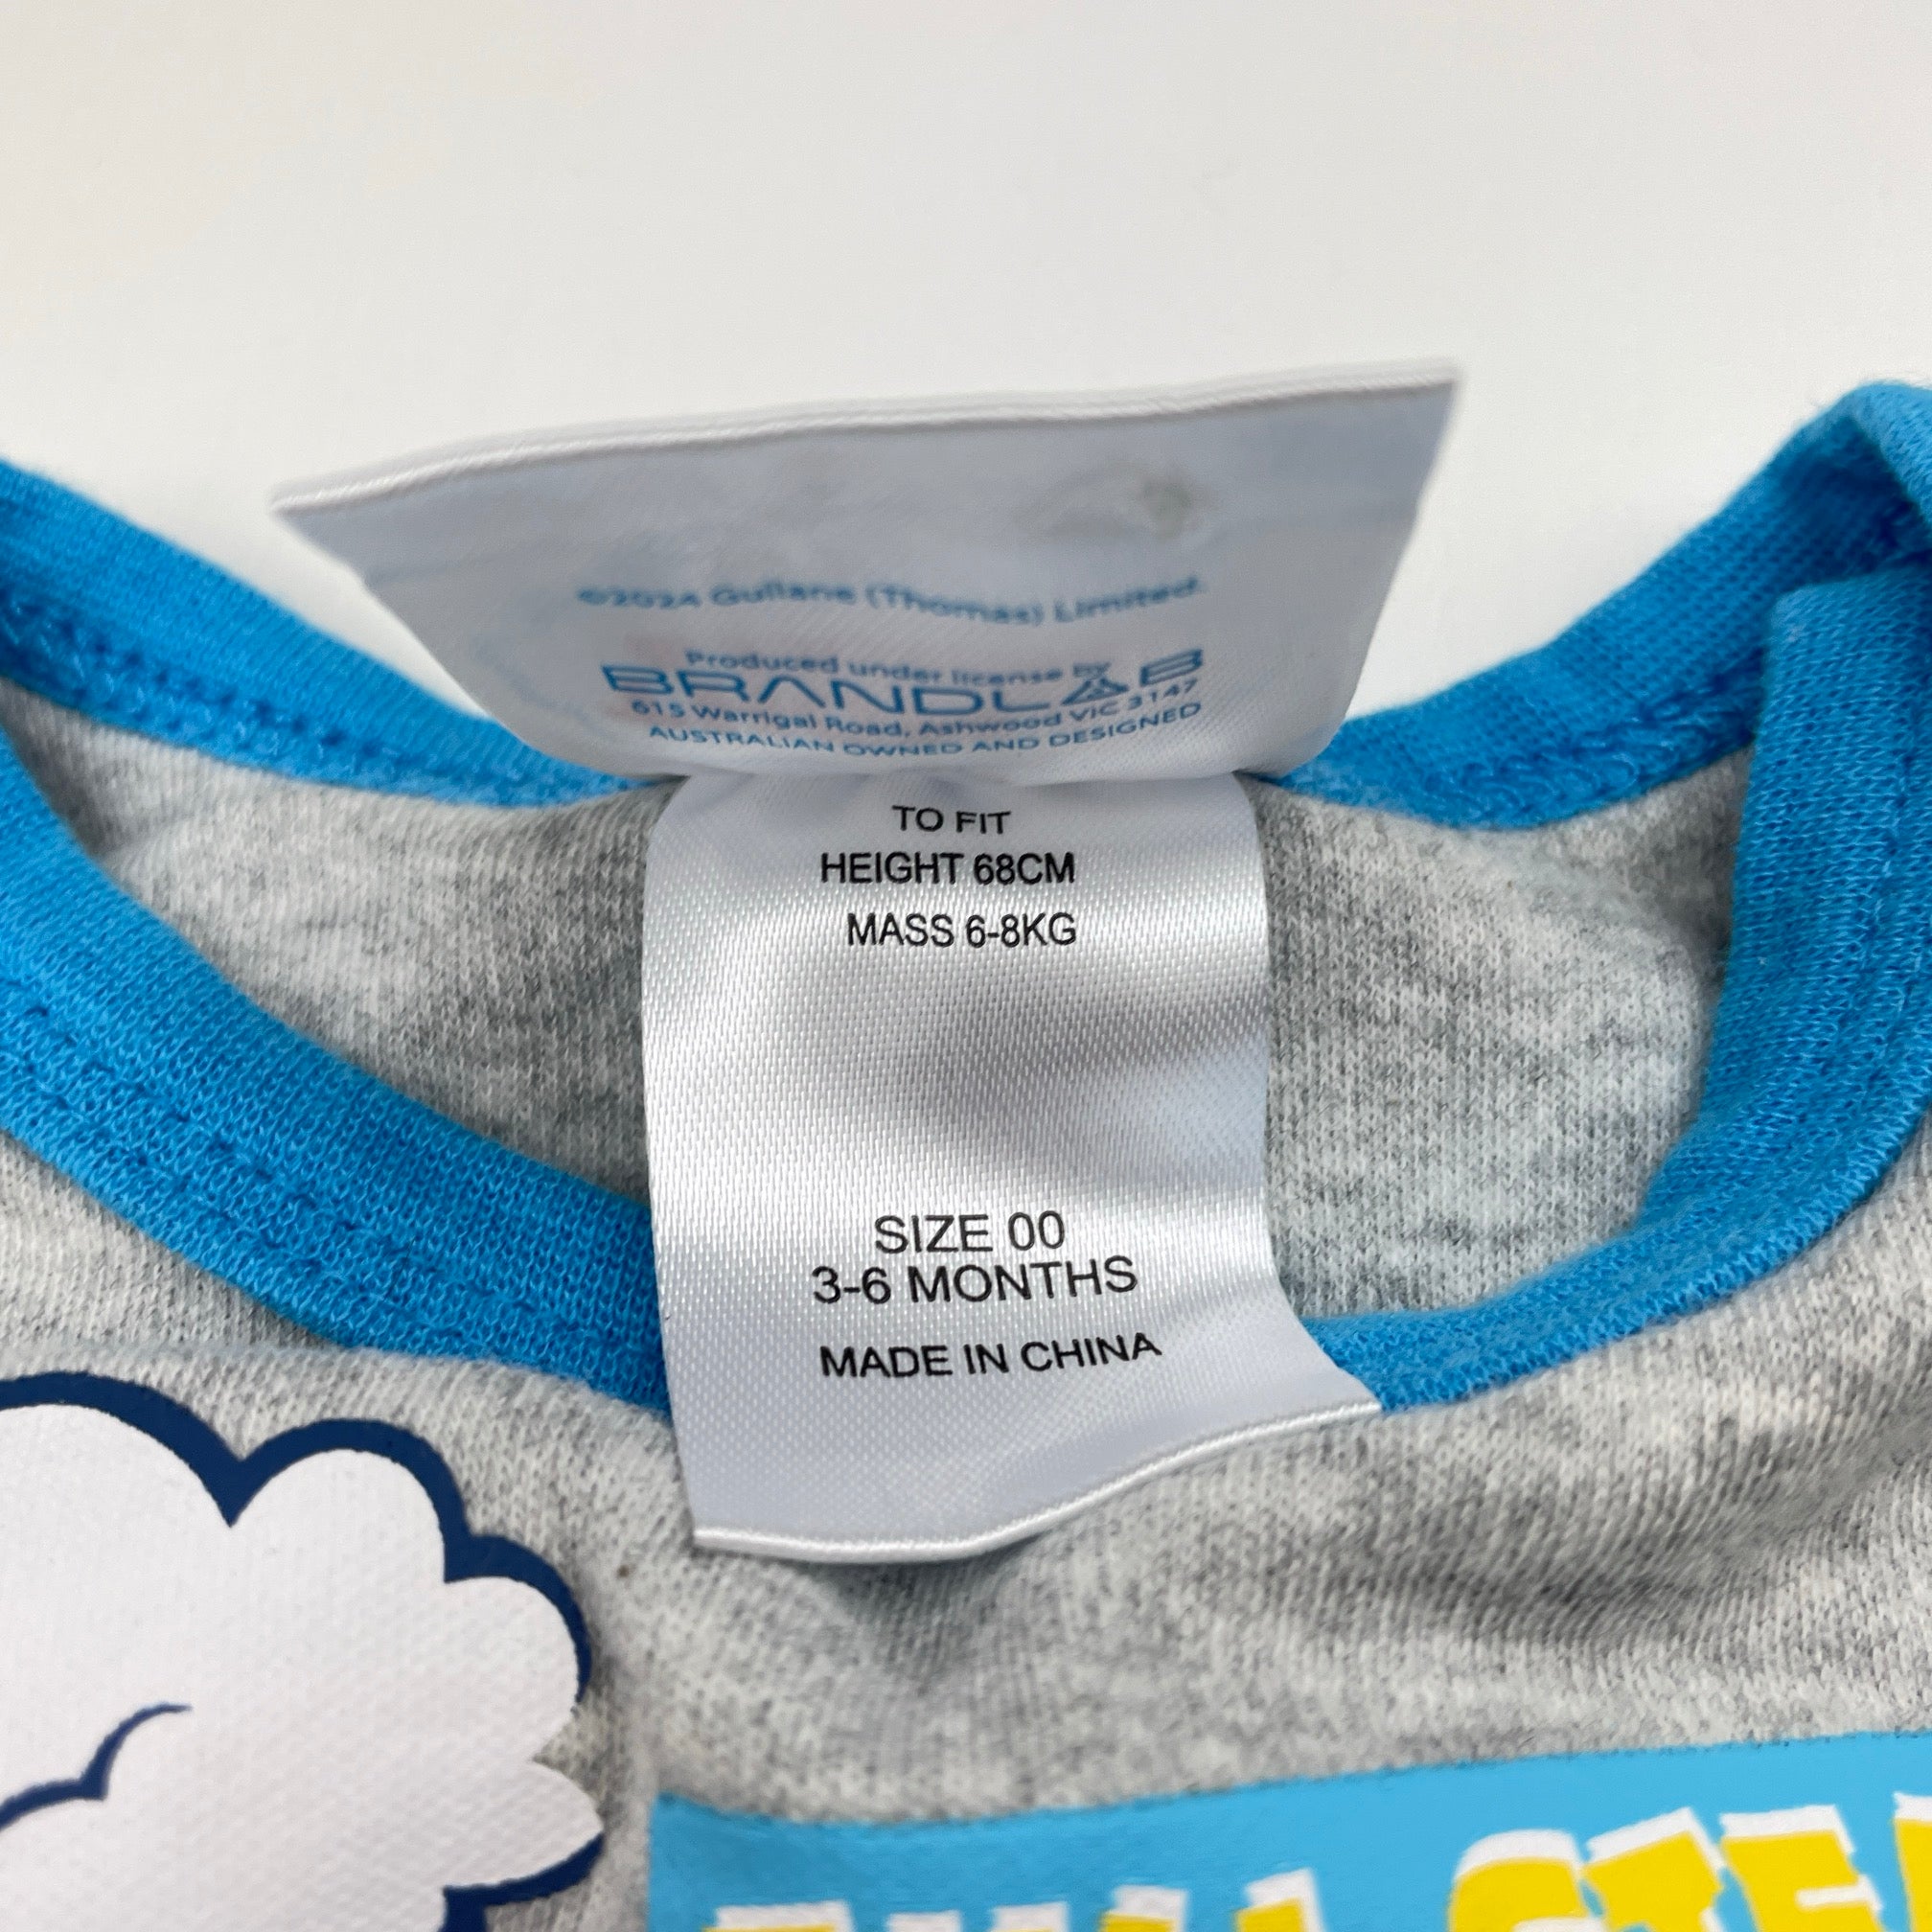 ©2024 Gullane (Thomas) Limited.
Produced under license by
BRANDLAB
615 Warrigal Road, Ashwood VIC 3147
AUSTRALIAN OWNED AND DESIGNED
TO FIT
HEIGHT 68CM
MASS 6-8KG
SIZE 00
3-6 MONTHS
MADE IN CHINA